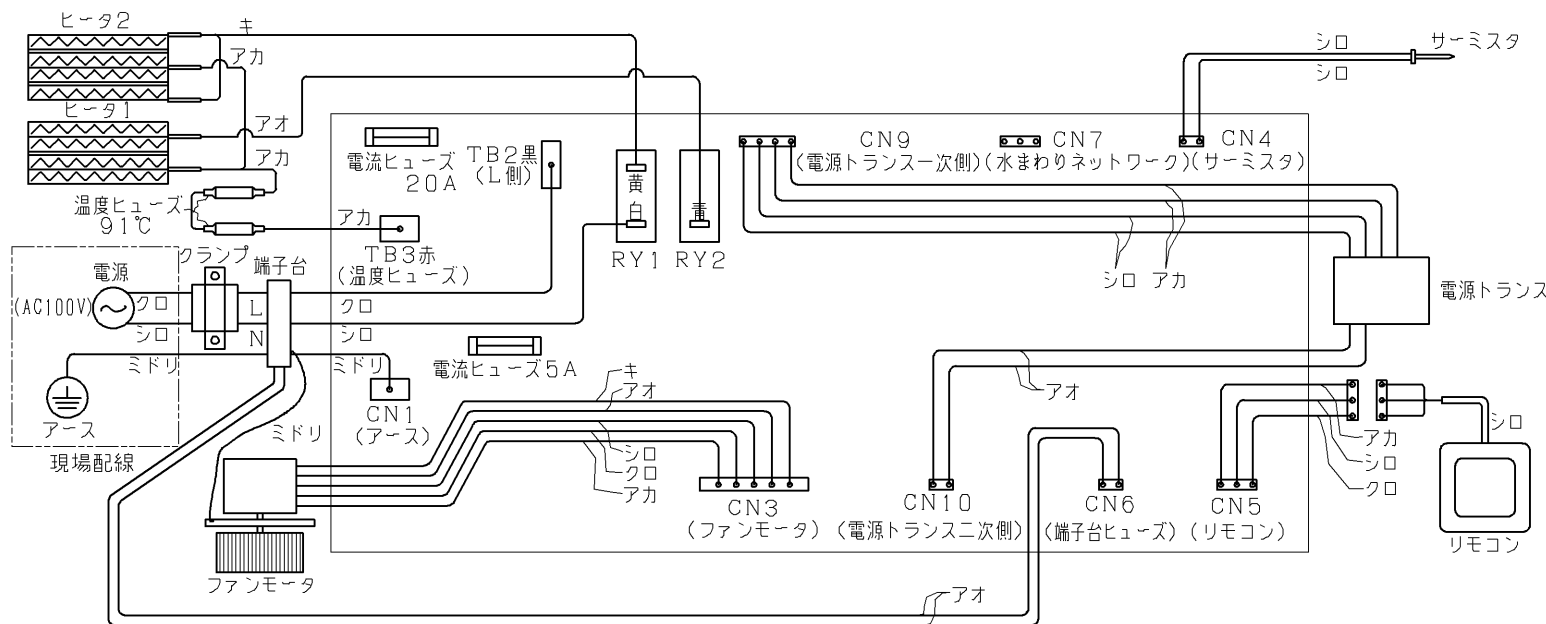 ヒータ2
キ
アカ
ヒータ1
アオ
アカ
温度ヒューズ
91℃
アカ
電流ヒューズ
20A
TB2黒
(L側)
TB3赤
(温度ヒューズ)
黄
白
RY1
青
RY2
CN9
(電源トランス一次側)
CN7
(水まわりネットワーク)
CN4
(サーミスタ)
シロ
シロ
サーミスタ
シロ
アカ
電源トランス
クランプ
端子台
電源
(AC100V)
クロ
シロ
ミドリ
L
N
クロ
シロ
ミドリ
アース
現場配線
CN1
(アース)
ミドリ
電流ヒューズ5A
キ
アオ
シロ
クロ
アカ
CN3
(ファンモータ)
アオ
CN10
(電源トランス二次側)
CN6
(端子台ヒューズ)
CN5
(リモコン)
アカ
シロ
クロ
シロ
リモコン
ファンモータ
アオ